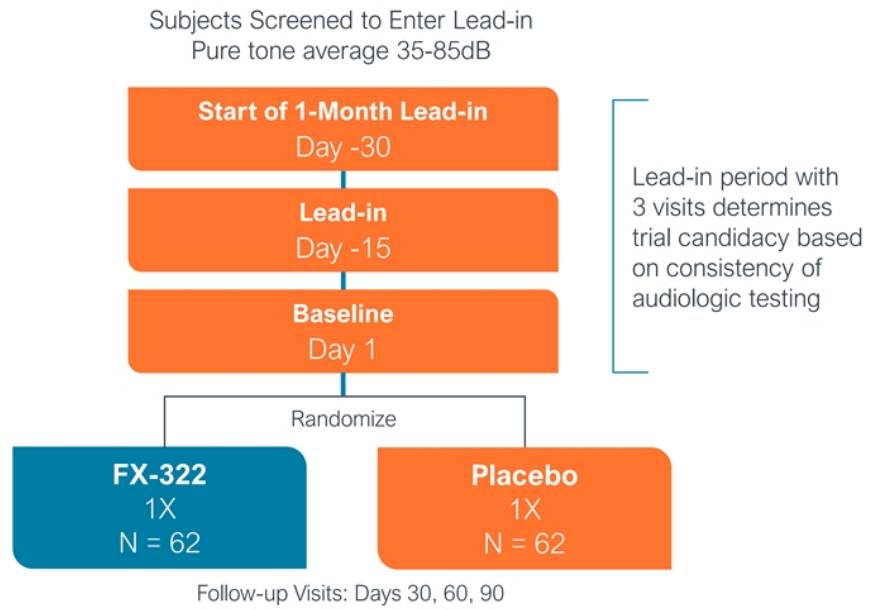 Subjects Screened to Enter Lead-in
Pure tone average 35-85dB
Start of 1-Month Lead-in
Day -30
Lead-in
Day -15
Baseline
Day 1
Lead-in period with
3 visits determines
trial candidacy based
on consistency of
audiologic testing
Randomize
FX-322
1X
N = 62
Placebo
1X
N = 62
Follow-up Visits: Days 30, 60, 90